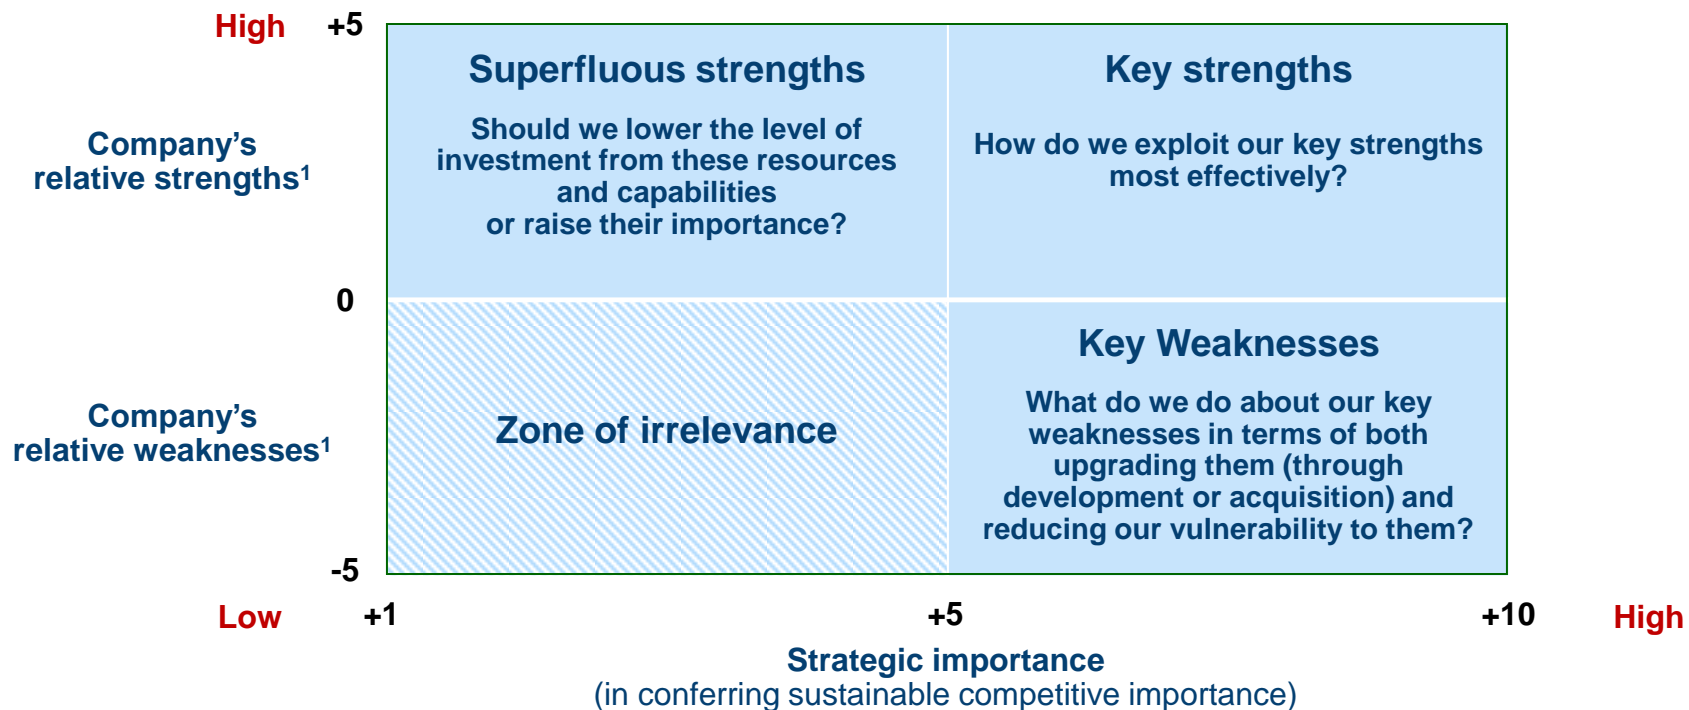 High
+5
Superfluous strengths
Should we lower the level of
investment from these resources
and capabilities
or raise their importance?
Key strengths
How do we exploit our key strengths
most effectively?
Company’s
relative strengths¹
0
Company’s
relative weaknesses¹
Zone of irrelevance
Key Weaknesses
What do we do about our key
weaknesses in terms of both
upgrading them (through
development or acquisition) and
reducing our vulnerability to them?
-5
Low
+1
+5
+10
High
Strategic importance
(in conferring sustainable competitive importance)